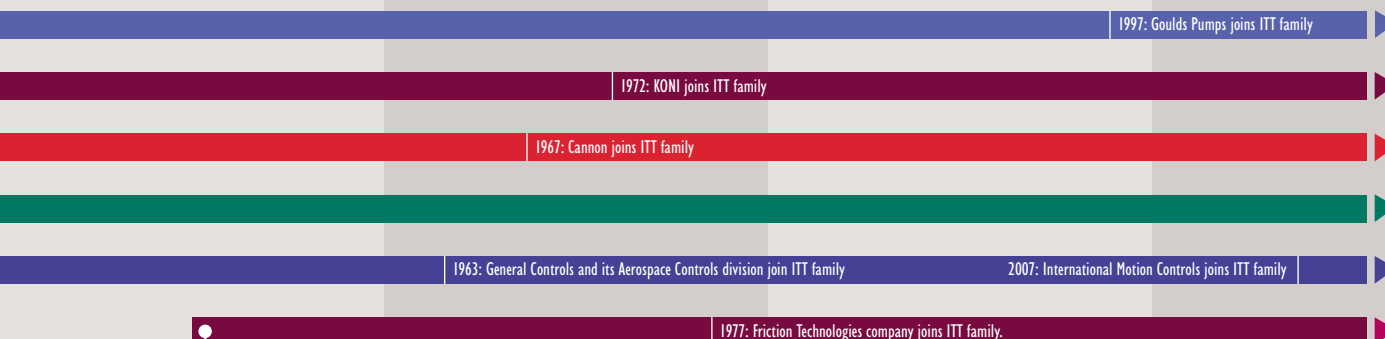 1997: Goulds Pumps joins ITT family
1972: KONI joins ITT family
1967: Cannon joins ITT family
1963: General Controls and its Aerospace Controls division join ITT family
2007: International Motion Controls joins ITT family
1977: Friction Technologies company joins ITT family.